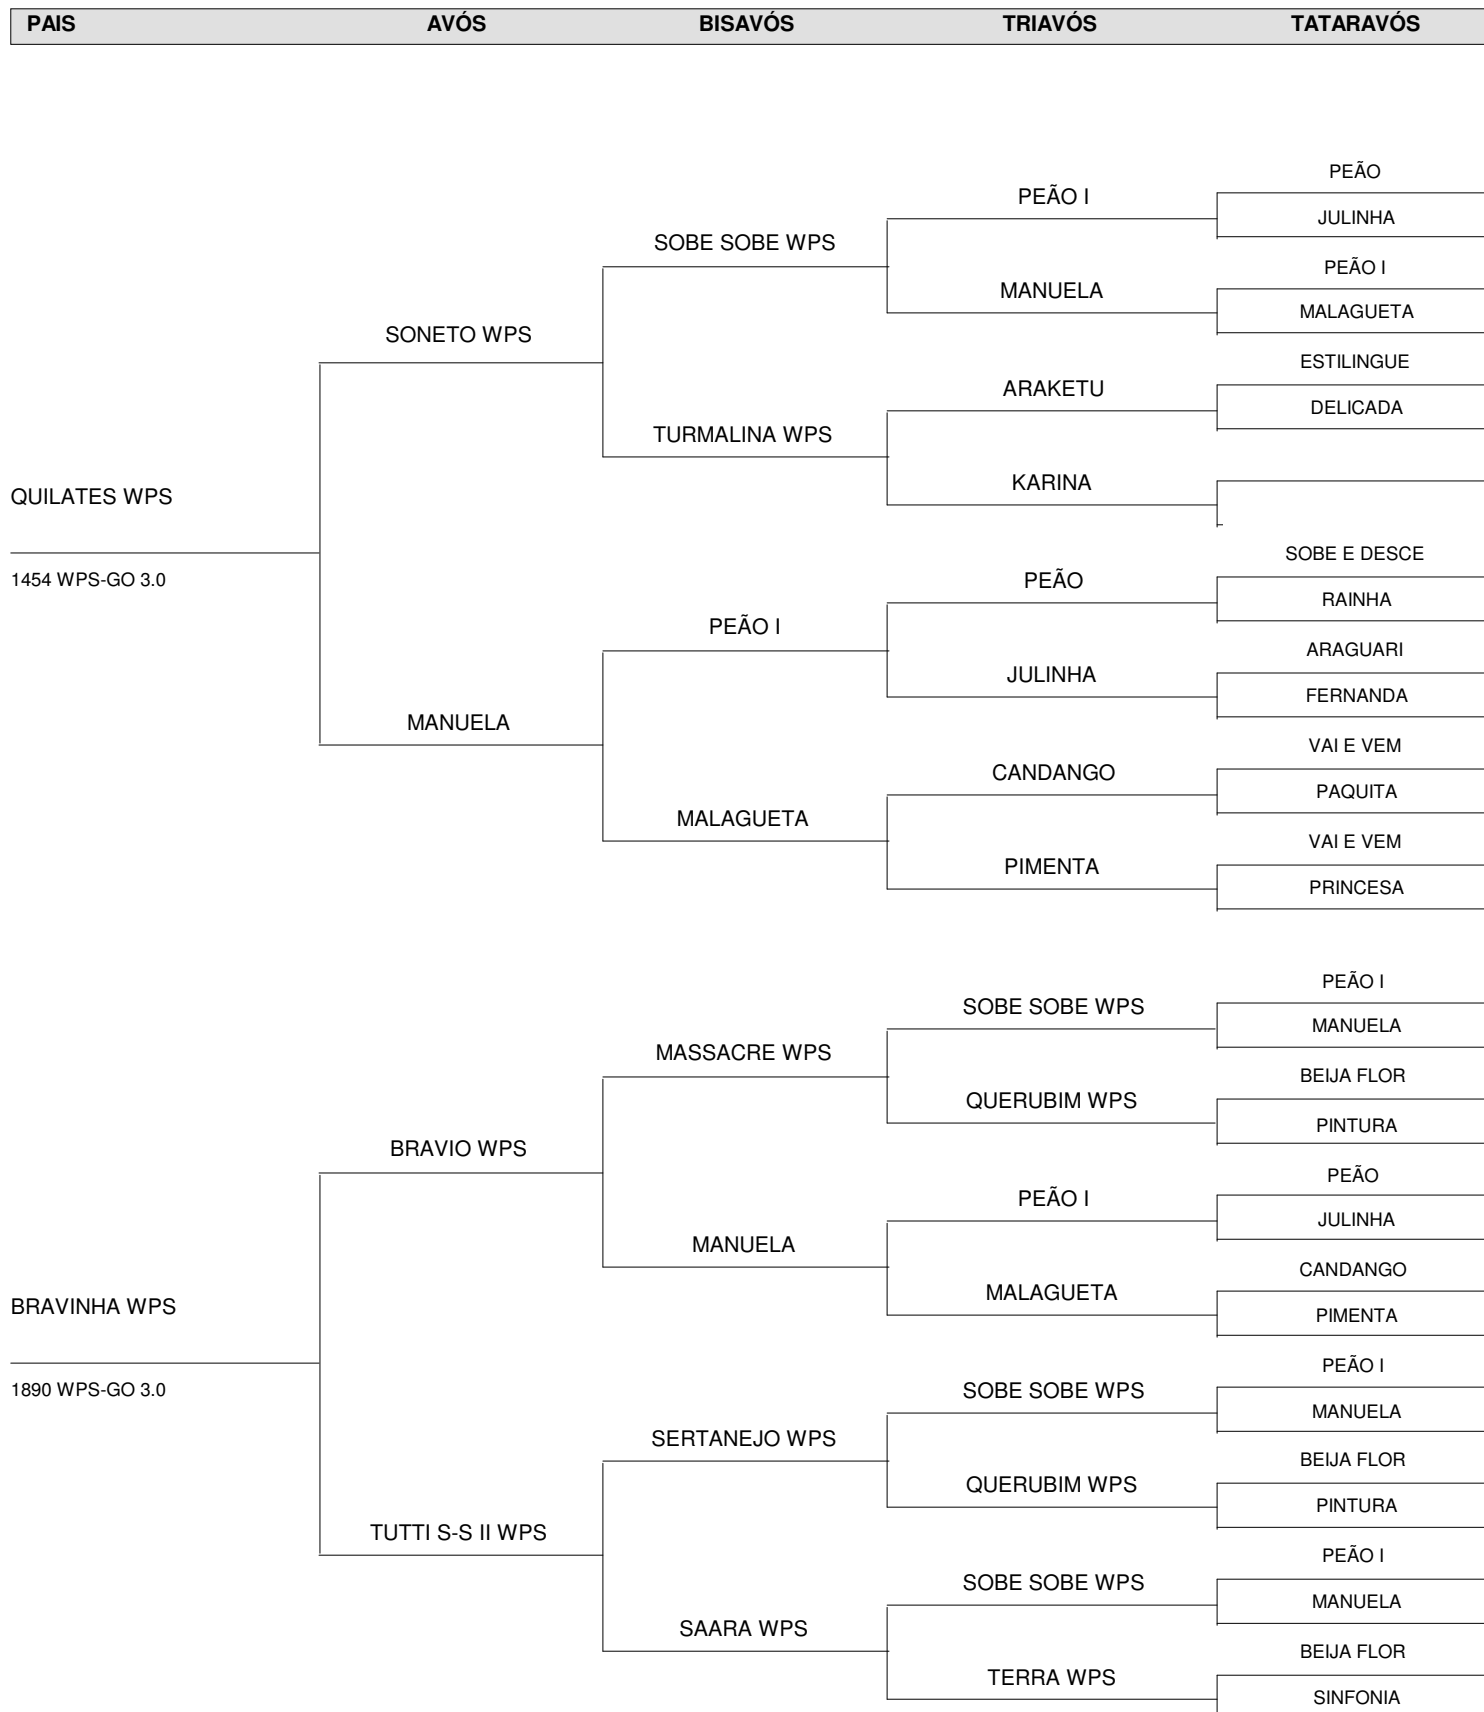 PAIS AVÓS BISAVÓS TRIAVÓS TATARAVÓS
PEÃO
PEÃO I
JULINHA
SOBE SOBE WPS
PEÃO I
MANUELA
MALAGUETA
SONETO WPS
ESTILINGUE
ARAKETU
DELICADA
TURMALINA WPS
KARINA
QUILATES WPS
SOBE E DESCE
1454 WPS-GO 3.0
PEÃO
RAINHA
PEÃO I
ARAGUARI
JULINHA
FERNANDA
MANUELA
VAI E VEM
CANDANGO
PAQUITA
MALAGUETA
VAI E VEM
PIMENTA
PRINCESA
PEÃO I
SOBE SOBE WPS
MANUELA
MASSACRE WPS
BEIJA FLOR
QUERUBIM WPS
PINTURA
BRAVIO WPS
PEÃO
PEÃO I
JULINHA
MANUELA
CANDANGO
MALAGUETA
BRAVINHA WPS
PIMENTA
PEÃO I
1890 WPS-GO 3.0
SOBE SOBE WPS
MANUELA
SERTANEJO WPS
BEIJA FLOR
QUERUBIM WPS
PINTURA
TUTTI S-S II WPS
PEÃO I
SOBE SOBE WPS
MANUELA
SAARA WPS
BEIJA FLOR
TERRA WPS
SINFONIA